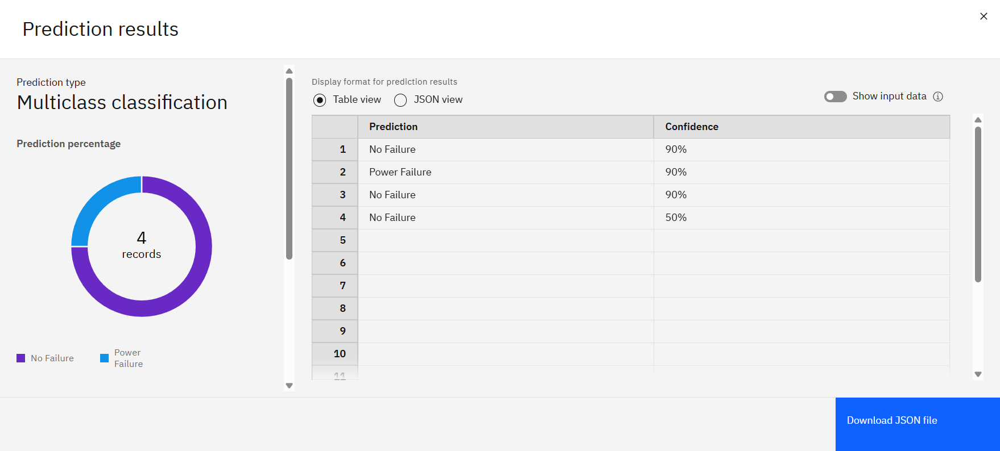 Prediction results
Prediction type
Multiclass classification
Prediction percentage
4
records
No Failure
Power
Failure
Display format for prediction results
Table view JSON view
Show input data
Prediction Confidence
1 No Failure 90%
2 Power Failure 90%
3 No Failure 90%
4 No Failure 50%
5
6
7
8
9
10
11
Download JSON file